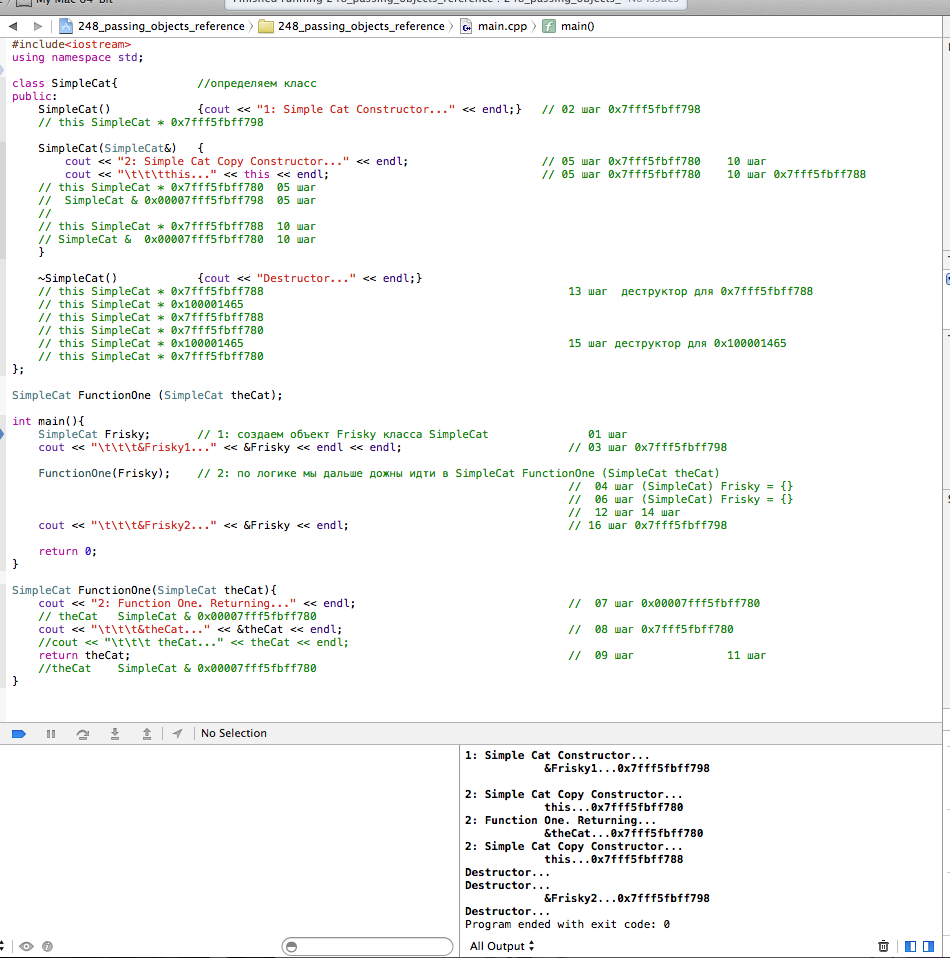 My Mac 64-bit
Finished running 248_passing_objects_reference : 248_passing_objects_ No Issues
248_passing_objects_reference 248_passing_objects_reference main.cpp main()
#include<iostream>
using namespace std;
class SimpleCat{ //определяем класс
public:
SimpleCat() {cout << "1: Simple Cat Constructor..." << endl;} // 02 шаг 0x7fff5fbff798
// this SimpleCat * 0x7fff5fbff798
SimpleCat(SimpleCat&) {
cout << "2: Simple Cat Copy Constructor..." << endl; // 05 шаг 0x7fff5fbff780 10 шаг
cout << "\t\t\tthis..." << this << endl; // 05 шаг 0x7fff5fbff780 10 шаг 0x7fff5fbff788
// this SimpleCat * 0x7fff5fbff780 05 шаг
// SimpleCat & 0x00007fff5fbff798 05 шаг
//
// this SimpleCat * 0x7fff5fbff788 10 шаг
// SimpleCat & 0x00007fff5fbff780 10 шаг
}
~SimpleCat() {cout << "Destructor..." << endl;}
// this SimpleCat * 0x7fff5fbff788 13 шаг деструктор для 0x7fff5fbff788
// this SimpleCat * 0x100001465
// this SimpleCat * 0x7fff5fbff788
// this SimpleCat * 0x7fff5fbff780
// this SimpleCat * 0x100001465 15 шаг деструктор для 0x100001465
// this SimpleCat * 0x7fff5fbff780
};
SimpleCat FunctionOne (SimpleCat theCat);
int main(){
SimpleCat Frisky; // 1: создаем объект Frisky класса SimpleCat 01 шаг
cout << "\t\t\t&Frisky1..." << &Frisky << endl << endl; // 03 шаг 0x7fff5fbff798
FunctionOne(Frisky); // 2: по логике мы дальше дожны идти в SimpleCat FunctionOne (SimpleCat theCat)
// 04 шаг (SimpleCat) Frisky = {}
// 06 шаг (SimpleCat) Frisky = {}
// 12 шаг 14 шаг
cout << "\t\t\t&Frisky2..." << &Frisky << endl; // 16 шаг 0x7fff5fbff798
return 0;
}
SimpleCat FunctionOne(SimpleCat theCat){
cout << "2: Function One. Returning..." << endl; // 07 шаг 0x00007fff5fbff780
// theCat SimpleCat & 0x00007fff5fbff780
cout << "\t\t\t&theCat..." << &theCat << endl; // 08 шаг 0x7fff5fbff780
//cout << "\t\t\t theCat..." << theCat << endl;
return theCat; // 09 шаг 11 шаг
//theCat SimpleCat & 0x00007fff5fbff780
}
No Selection
1: Simple Cat Constructor...
&Frisky1...0x7fff5fbff798
2: Simple Cat Copy Constructor...
this...0x7fff5fbff780
2: Function One. Returning...
&theCat...0x7fff5fbff780
2: Simple Cat Copy Constructor...
this...0x7fff5fbff788
Destructor...
Destructor...
&Frisky2...0x7fff5fbff798
Destructor...
Program ended with exit code: 0
All Output